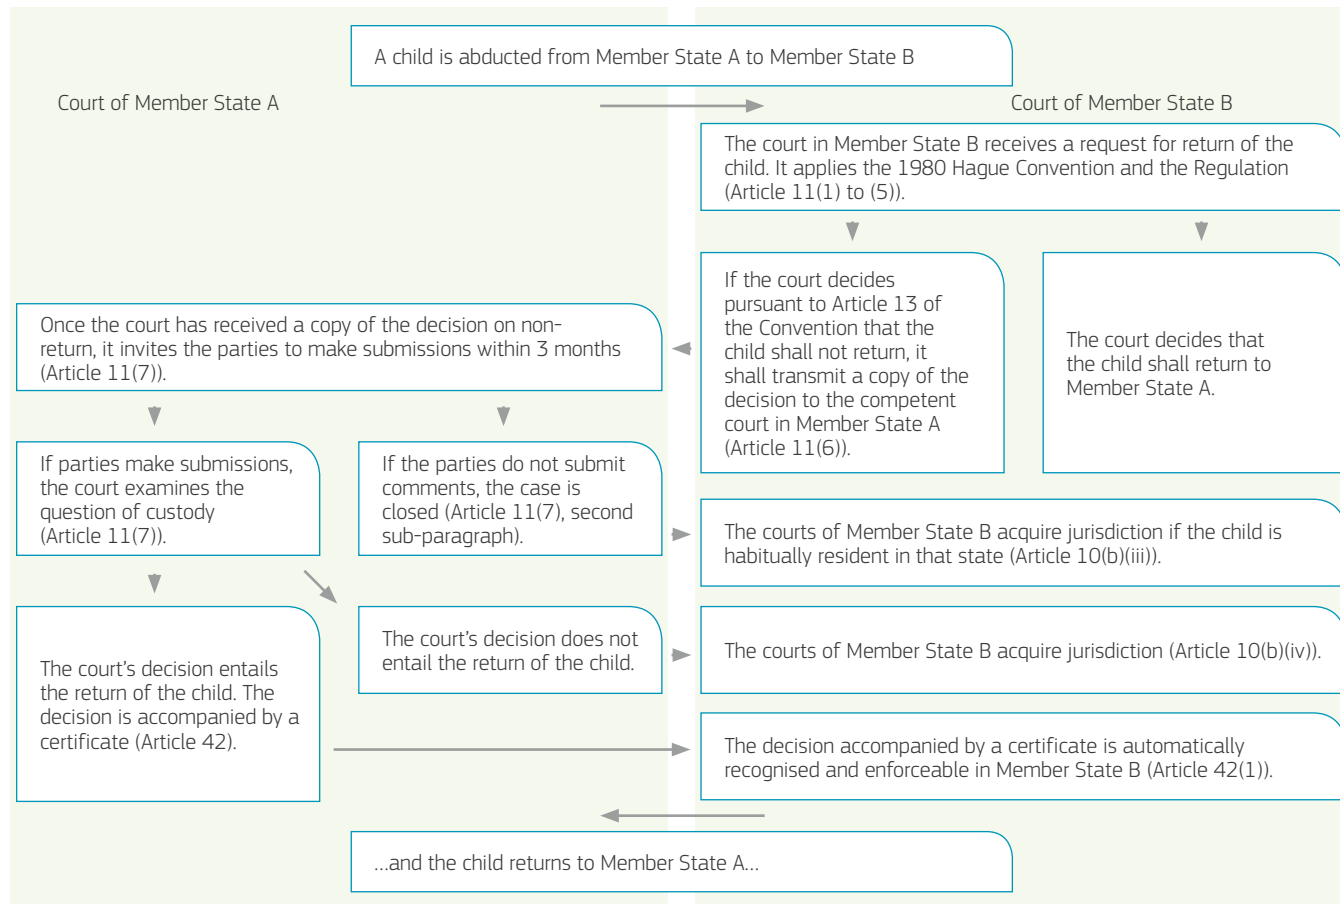 A child is abducted from Member State A to Member State B
Court of Member State A
Court of Member State B
The court in Member State B receives a request for return of the
child. It applies the 1980 Hague Convention and the Regulation
(Article 11(1) to (5)).
If the court decides
pursuant to Article 13 of
the Convention that the
child shall not return, it
shall transmit a copy of the
decision to the competent
court in Member State A
(Article 11(6)).
The court decides that
the child shall return to
Member State A.
Once the court has received a copy of the decision on non-
return, it invites the parties to make submissions within 3 months
(Article 11(7)).
If parties make submissions,
the court examines the
question of custody
(Article 11(7)).
If the parties do not submit
comments, the case is
closed (Article 11(7), second
sub-paragraph).
The courts of Member State B acquire jurisdiction if the child is
habitually resident in that state (Article 10(b)(iii)).
The court's decision entails
the return of the child. The
decision is accompanied by a
certificate (Article 42).
The court’s decision does not
entail the return of the child.
The courts of Member State B acquire jurisdiction (Article 10(b)(iv)).
The decision accompanied by a certificate is automatically
recognised and enforceable in Member State B (Article 42(1)).
...and the child returns to Member State A...